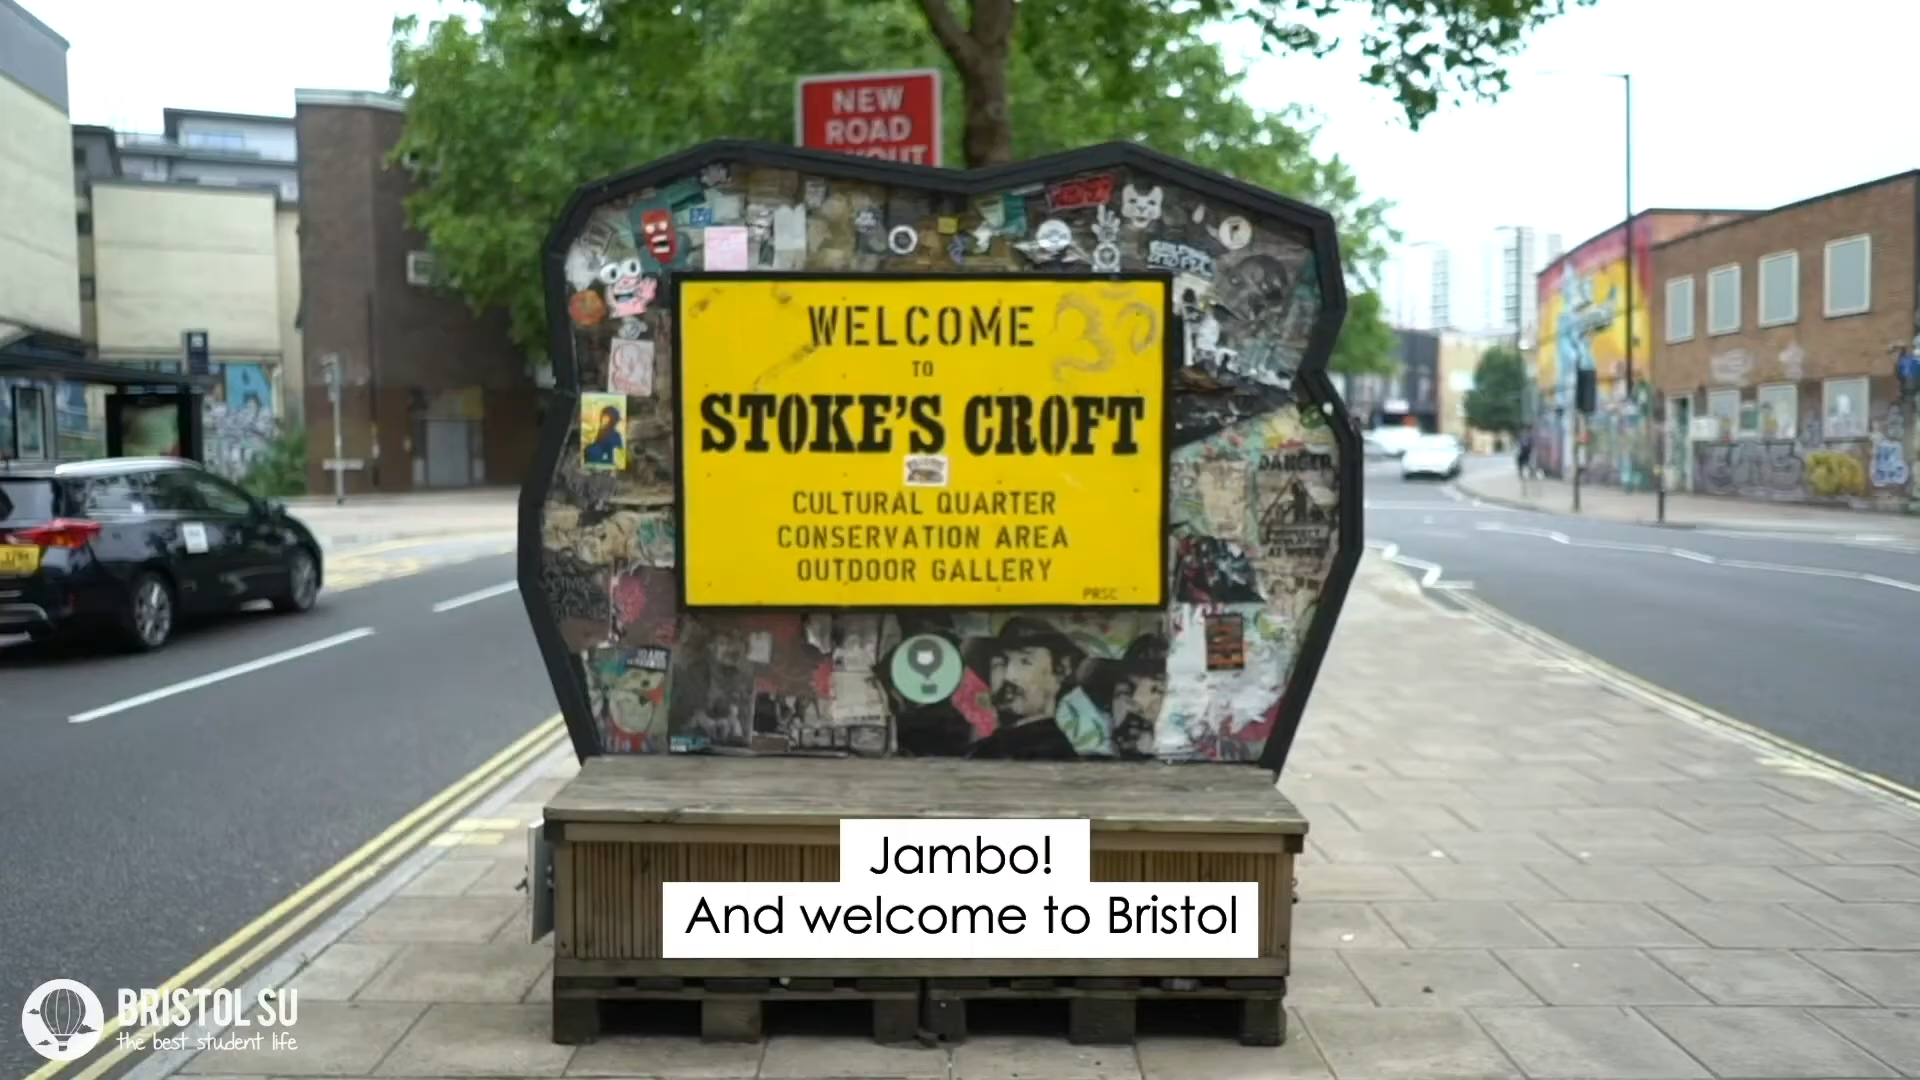 NEW
ROAD
WELCOME
TO
STOKE'S CROFT
CULTURAL QUARTER
CONSERVATION AREA
OUTDOOR GALLERY
PRSC
DANGER
Jambo!
And welcome to Bristol
BRISTOL SU
the best student life